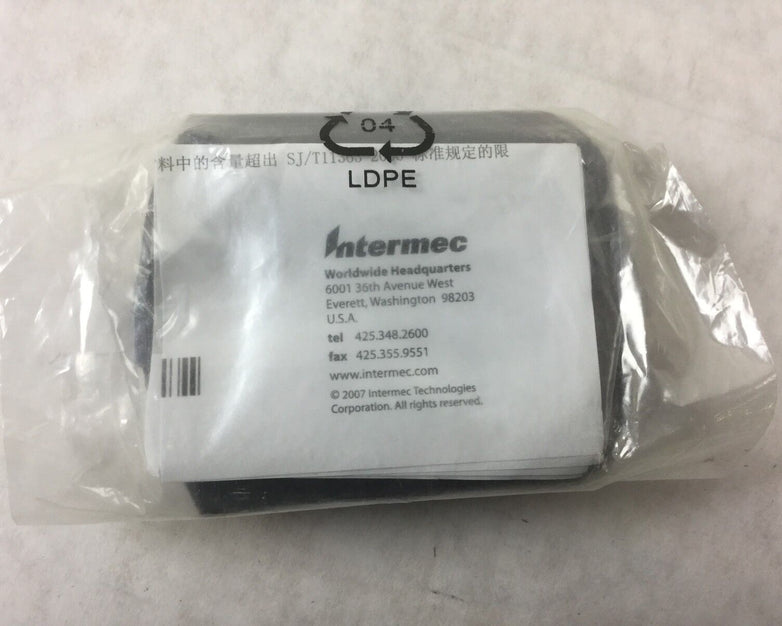 04
料中的含量超出 SJ/T11363-2006 标准规定的限
LDPE
Intermec
Worldwide Headquarters
6001 36th Avenue West
Everett, Washington 98203
U.S.A.
tel 425.348.2600
fax 425.355.9551
www.intermec.com
© 2007 Intermec Technologies
Corporation. All rights reserved.